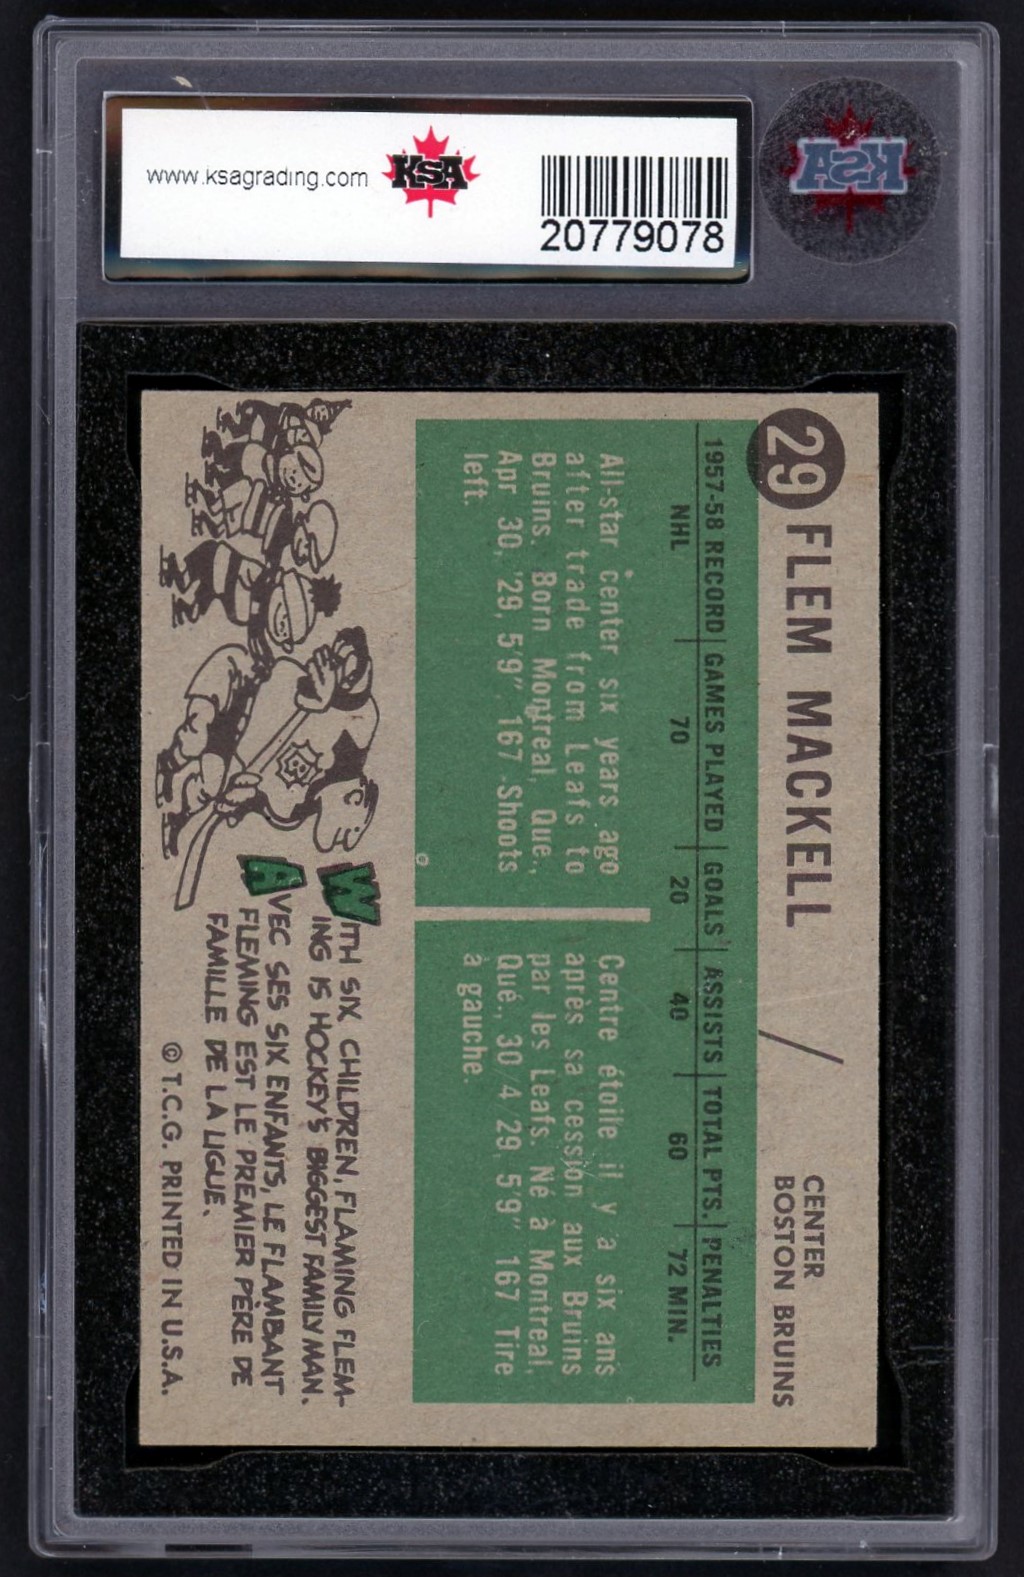 www.ksagrading.com
KSA
20779078
KSA
29
FLEM MACKELL
CENTER
BOSTON BRUINS
1957-58 RECORD GAMES PLAYED GOALS ASSISTS TOTAL PTS. PENALTIES
NHL 70 20 40 60 72 MIN.
All-star center six years ago
after trade from Leafs to
Bruins. Born Montreal, Que.,
Apr. 30, '29, 5'9". 167 - Shoots
left.
Centre étoile il y a six ans
après sa cession aux Bruins
par les Leafs. Né à Montreal,
Qué., 30/4/29, 5'9" 167 Tire
à gauche.
WITH SIX CHILDREN, FLAMING FLEM-
ING IS HOCKEY'S BIGGEST FAMILY MAN.
AVEC SES SIX ENFANTS, LE FLAMBANT
FLEMING EST LE PREMIER PÈRE DE
FAMILLE DE LA LIGUE.
© T.C.G. PRINTED IN U.S.A.